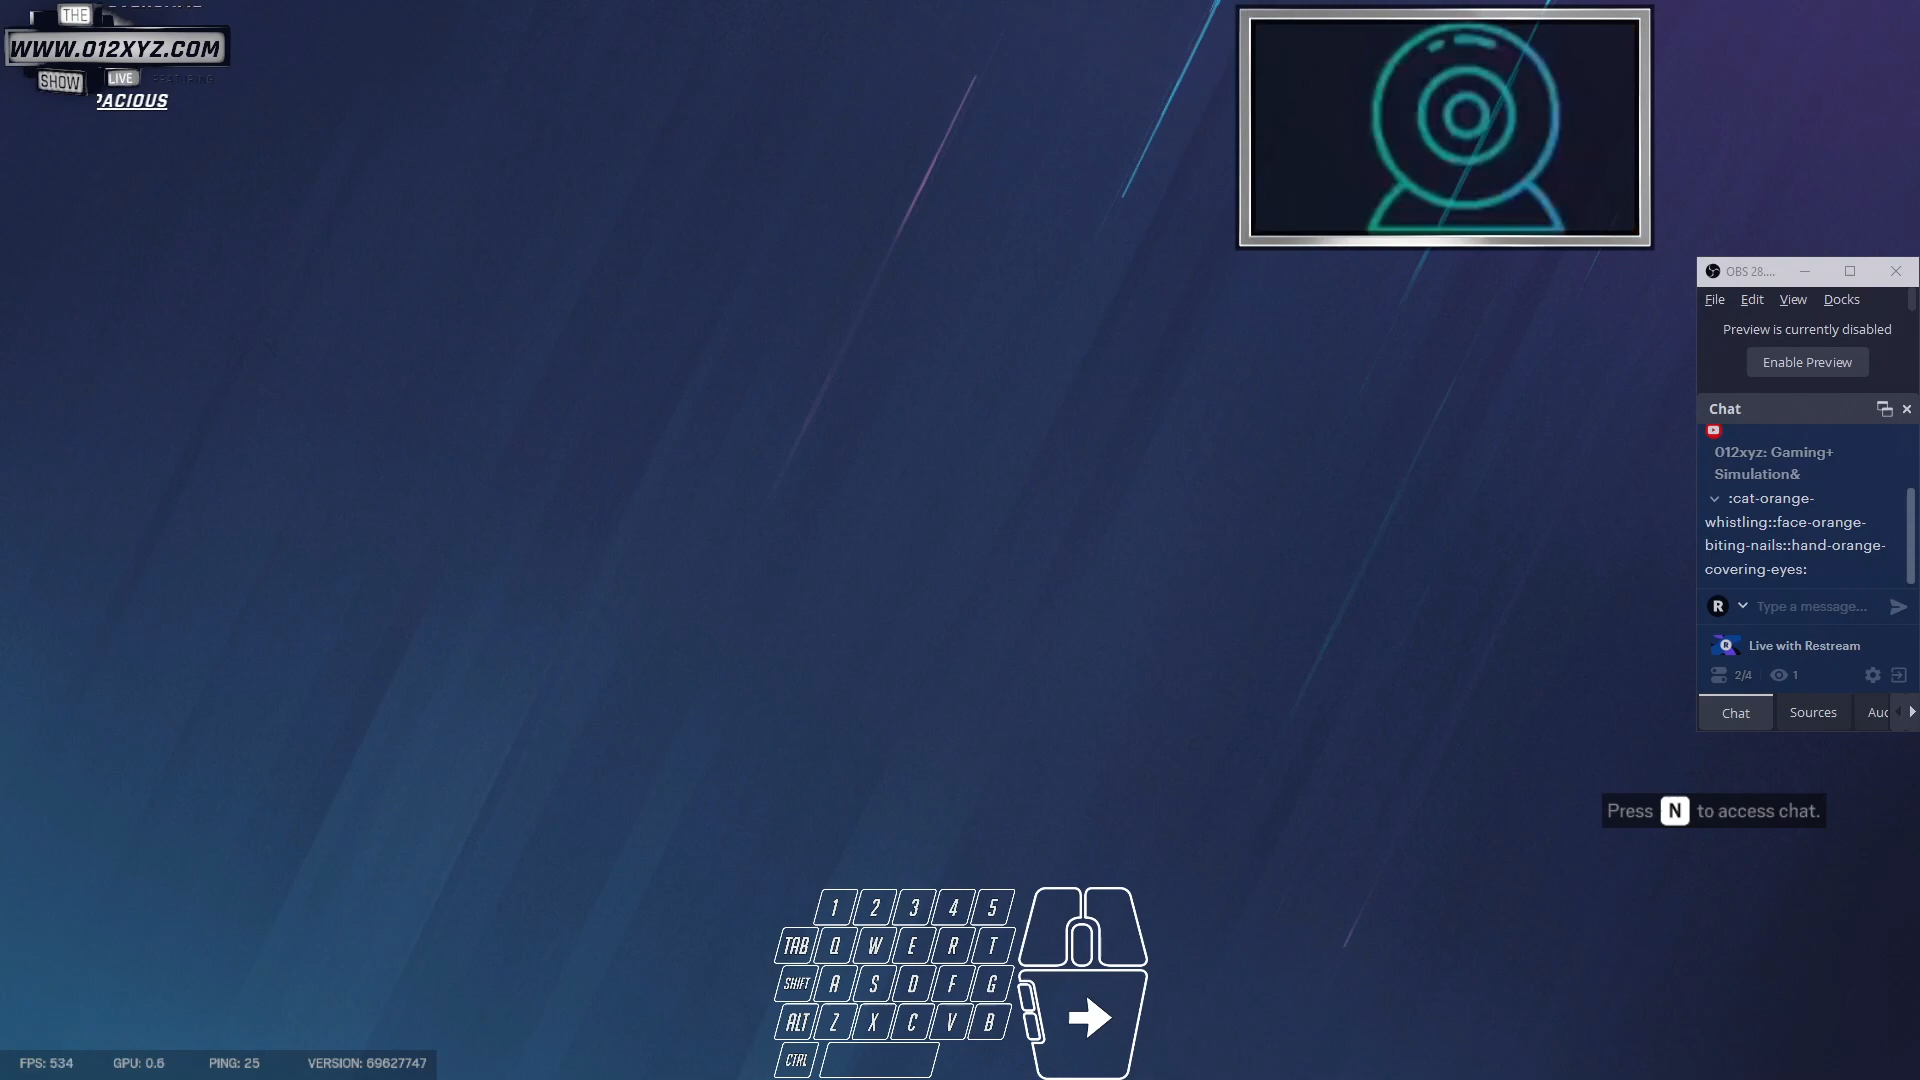 THE
WWW.012XYZ.COM
SHOW LIVE FEATURING
PACIOUS
OBS 28....
File Edit View Docks
Preview is currently disabled
Enable Preview
Chat
012xyz: Gaming+
Simulation&
:cat-orange-
whistling::face-orange-
biting-nails::hand-orange-
covering-eyes:
R Type a message...
R Live with Restream
2/4 1
Chat Sources Auc
Press N to access chat.
1 2 3 4 5
TAB Q W E R T
SHIFT A S D F G
ALT Z X C V B
CTRL
FPS: 534 GPU: 0.6 PING: 25 VERSION: 69627747